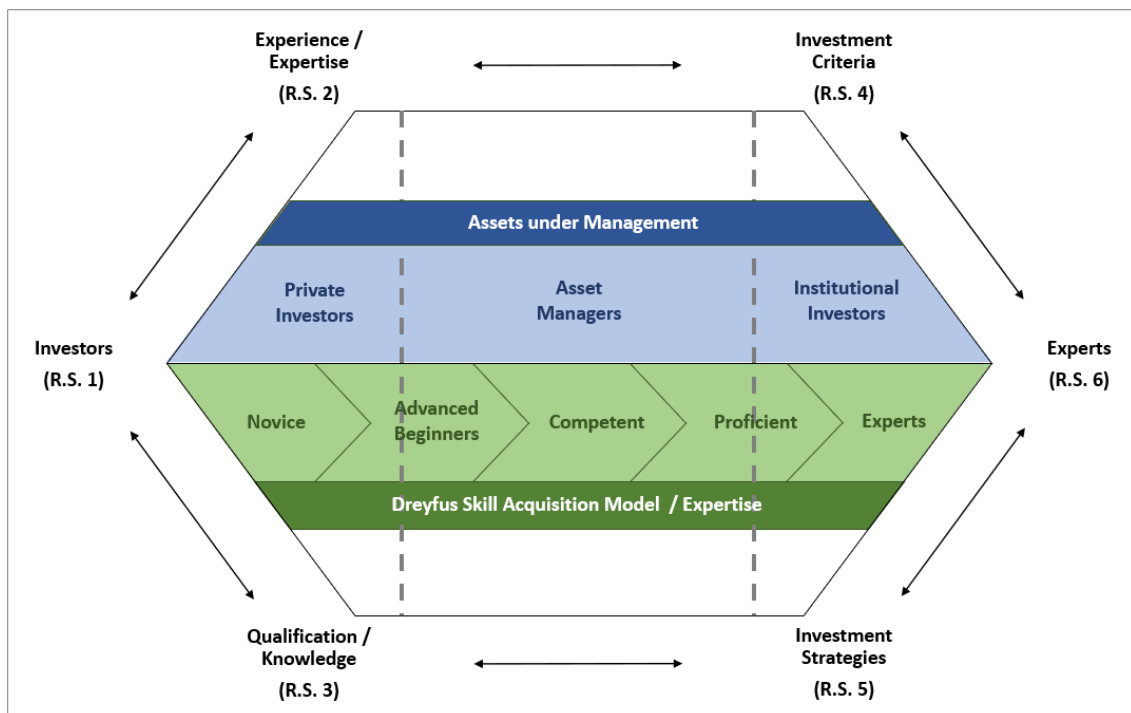 Experience /
Expertise
(R.S. 2)
Investment
Criteria
(R.S. 4)
Assets under Management
Private
Investors
Asset
Managers
Institutional
Investors
Investors
(R.S. 1)
Experts
(R.S. 6)
Novice
Advanced
Beginners
Competent
Proficient
Experts
Dreyfus Skill Acquisition Model / Expertise
Qualification /
Knowledge
(R.S. 3)
Investment
Strategies
(R.S. 5)